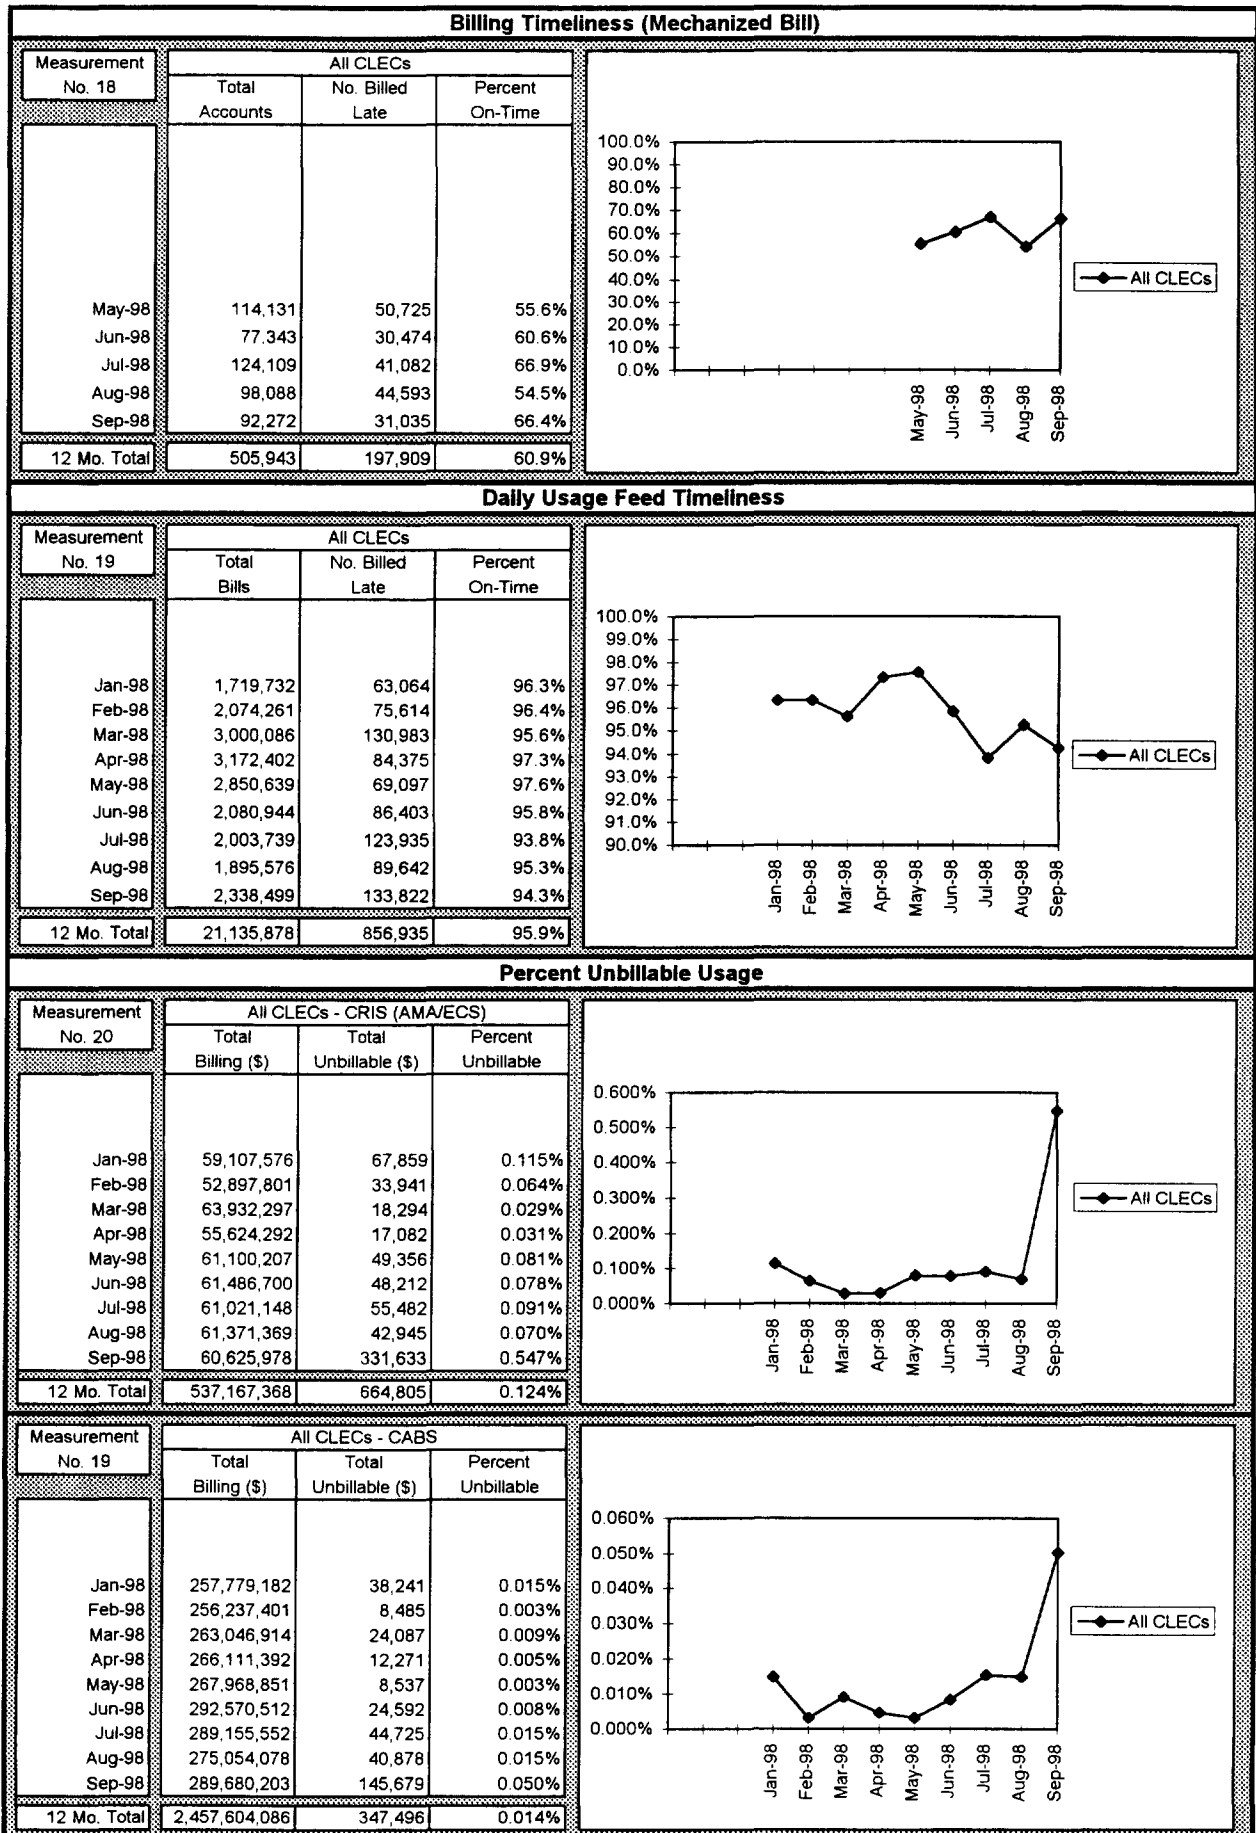 Billing Timeliness (Mechanized Bill)
Measurement No. 18
All CLECs
Total Accounts | No. Billed Late | Percent On-Time
May-98 114,131 50,725 55.6%
Jun-98 77,343 30,474 60.6%
Jul-98 124,109 41,082 66.9%
Aug-98 98,088 44,593 54.5%
Sep-98 92,272 31,035 66.4%
12 Mo. Total 505,943 197,909 60.9%
100.0%
90.0%
80.0%
70.0%
60.0%
50.0%
40.0%
30.0%
20.0%
10.0%
0.0%
May-98 Jun-98 Jul-98 Aug-98 Sep-98
All CLECs
Daily Usage Feed Timeliness
Measurement No. 19
All CLECs
Total Bills | No. Billed Late | Percent On-Time
Jan-98 1,719,732 63,064 96.3%
Feb-98 2,074,261 75,614 96.4%
Mar-98 3,000,086 130,983 95.6%
Apr-98 3,172,402 84,375 97.3%
May-98 2,850,639 69,097 97.6%
Jun-98 2,080,944 86,403 95.8%
Jul-98 2,003,739 123,935 93.8%
Aug-98 1,895,576 89,642 95.3%
Sep-98 2,338,499 133,822 94.3%
12 Mo. Total 21,135,878 856,935 95.9%
100.0%
99.0%
98.0%
97.0%
96.0%
95.0%
94.0%
93.0%
92.0%
91.0%
90.0%
Jan-98 Feb-98 Mar-98 Apr-98 May-98 Jun-98 Jul-98 Aug-98 Sep-98
All CLECs
Percent Unbillable Usage
Measurement No. 20
All CLECs - CRIS (AMA/ECS)
Total Billing ($) | Total Unbillable ($) | Percent Unbillable
Jan-98 59,107,576 67,859 0.115%
Feb-98 52,897,801 33,941 0.064%
Mar-98 63,932,297 18,294 0.029%
Apr-98 55,624,292 17,082 0.031%
May-98 61,100,207 49,356 0.081%
Jun-98 61,486,700 48,212 0.078%
Jul-98 61,021,148 55,482 0.091%
Aug-98 61,371,369 42,945 0.070%
Sep-98 60,625,978 331,633 0.547%
12 Mo. Total 537,167,368 664,805 0.124%
0.600%
0.500%
0.400%
0.300%
0.200%
0.100%
0.000%
Jan-98 Feb-98 Mar-98 Apr-98 May-98 Jun-98 Jul-98 Aug-98 Sep-98
All CLECs
Measurement No. 19
All CLECs - CABS
Total Billing ($) | Total Unbillable ($) | Percent Unbillable
Jan-98 257,779,182 38,241 0.015%
Feb-98 256,237,401 8,485 0.003%
Mar-98 263,046,914 24,087 0.009%
Apr-98 266,111,392 12,271 0.005%
May-98 267,968,851 8,537 0.003%
Jun-98 292,570,512 24,592 0.008%
Jul-98 289,155,552 44,725 0.015%
Aug-98 275,054,078 40,878 0.015%
Sep-98 289,680,203 145,679 0.050%
12 Mo. Total 2,457,604,086 347,496 0.014%
0.060%
0.050%
0.040%
0.030%
0.020%
0.010%
0.000%
Jan-98 Feb-98 Mar-98 Apr-98 May-98 Jun-98 Jul-98 Aug-98 Sep-98
All CLECs